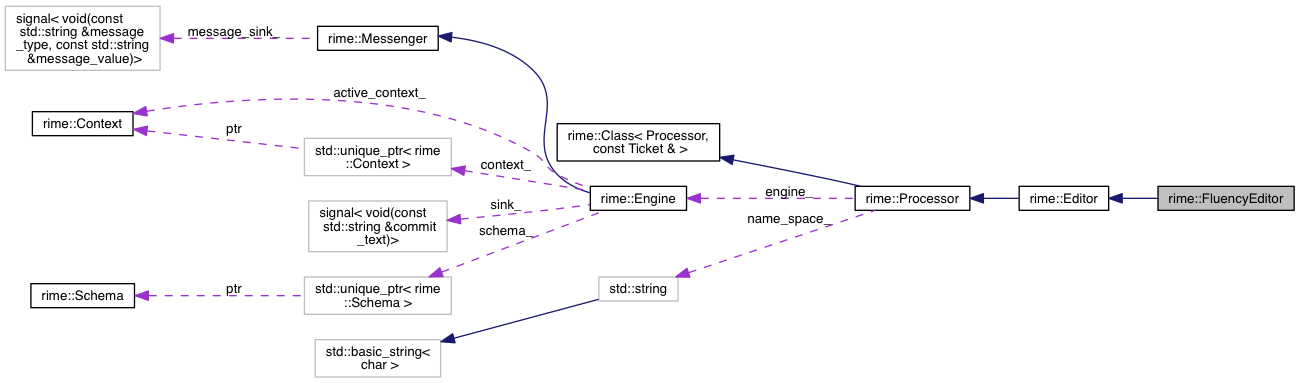 signal< void(const
std::string &message
_type, const std::string
&message_value)>
message_sink_
rime::Messenger
active_context_
rime::Context
ptr
std::unique_ptr< rime
::Context >
context_
rime::Class< Processor,
const Ticket & >
signal< void(const
std::string &commit
_text)>
sink_
schema_
rime::Engine
engine_
name_space_
rime::Processor
rime::Editor
rime::FluencyEditor
rime::Schema
ptr
std::unique_ptr< rime
::Schema >
std::string
std::basic_string<
char >